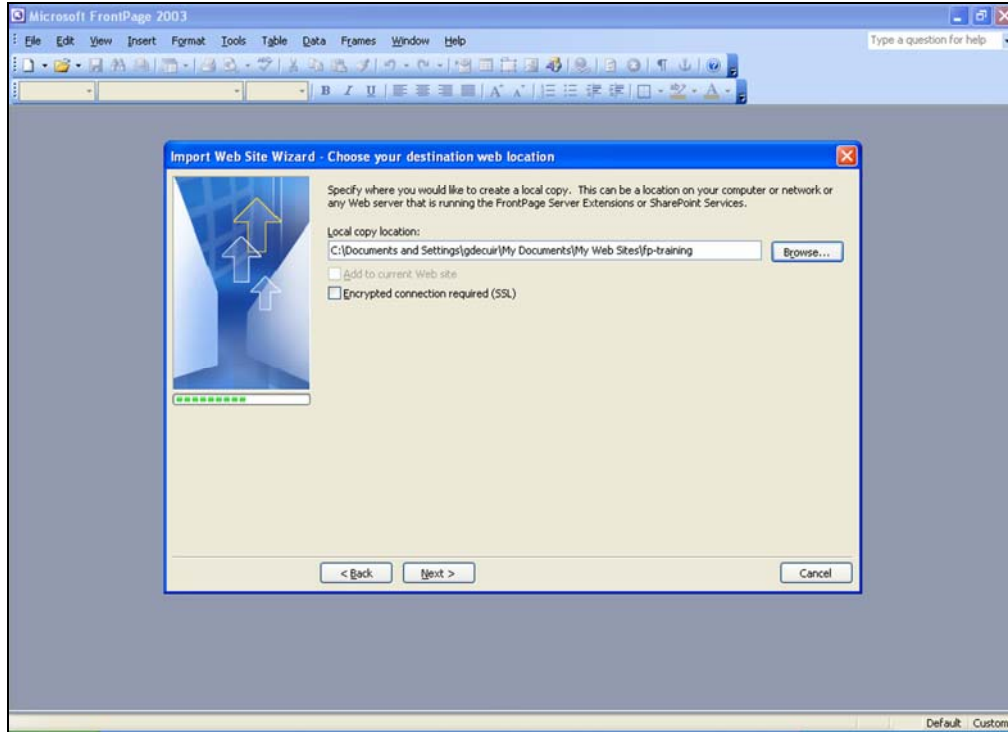 Microsoft FrontPage 2003
File Edit View Insert Format Tools Table Data Frames Window Help
Type a question for help
B I U A A A
Import Web Site Wizard - Choose your destination web location
Specify where you would like to create a local copy. This can be a location on your computer or network or
any Web server that is running the FrontPage Server Extensions or SharePoint Services.
Local copy location:
C:\Documents and Settings\gdecuir\My Documents\My Web Sites\fp-training
Browse...
Add to current Web site
Encrypted connection required (SSL)
< Back Next > Cancel
Default Custom